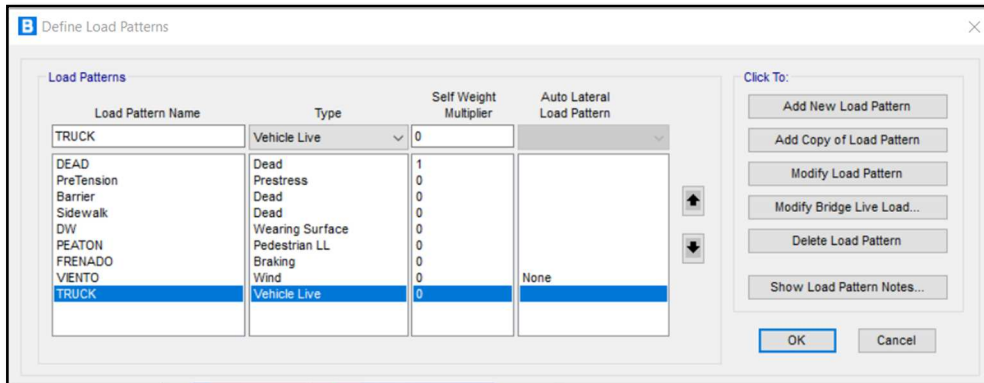 B Define Load Patterns
Load Patterns
Load Pattern Name Type Self Weight Multiplier Auto Lateral Load Pattern
TRUCK Vehicle Live 0
DEAD Dead 1
PreTension Prestress 0
Barrier Dead 0
Sidewalk Dead 0
DW Wearing Surface 0
PEATON Pedestrian LL 0
FRENADO Braking 0
VIENTO Wind 0 None
TRUCK Vehicle Live 0
Click To:
Add New Load Pattern
Add Copy of Load Pattern
Modify Load Pattern
Modify Bridge Live Load...
Delete Load Pattern
Show Load Pattern Notes...
OK Cancel